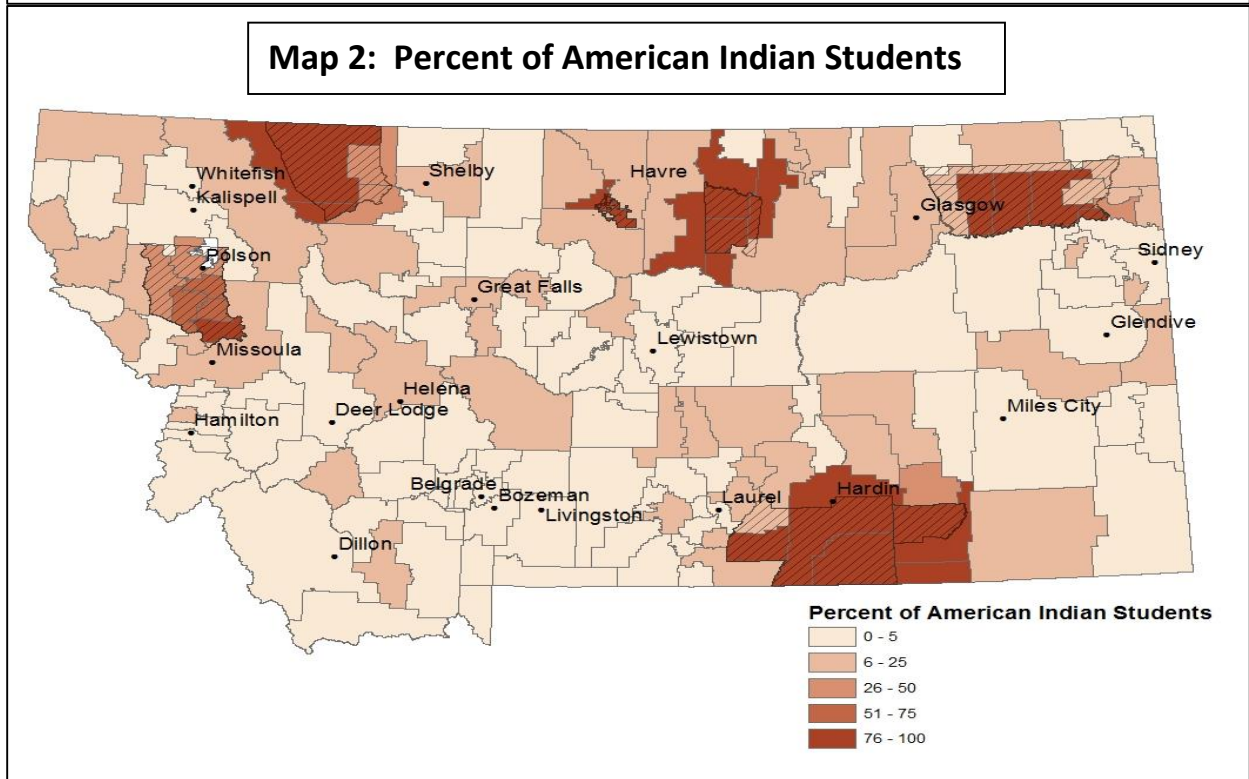 Map 2:  Percent of American Indian Students
Whitefish
Kalispell
Shelby
Havre
Glasgow
Polson
Sidney
Great Falls
Glendive
Lewistown
Missoula
Helena
Miles City
Hamilton
Deer Lodge
Belgrade
Bozeman
Livingston
Laurel
Hardin
Dillon
Percent of American Indian Students
0 - 5
6 - 25
26 - 50
51 - 75
76 - 100